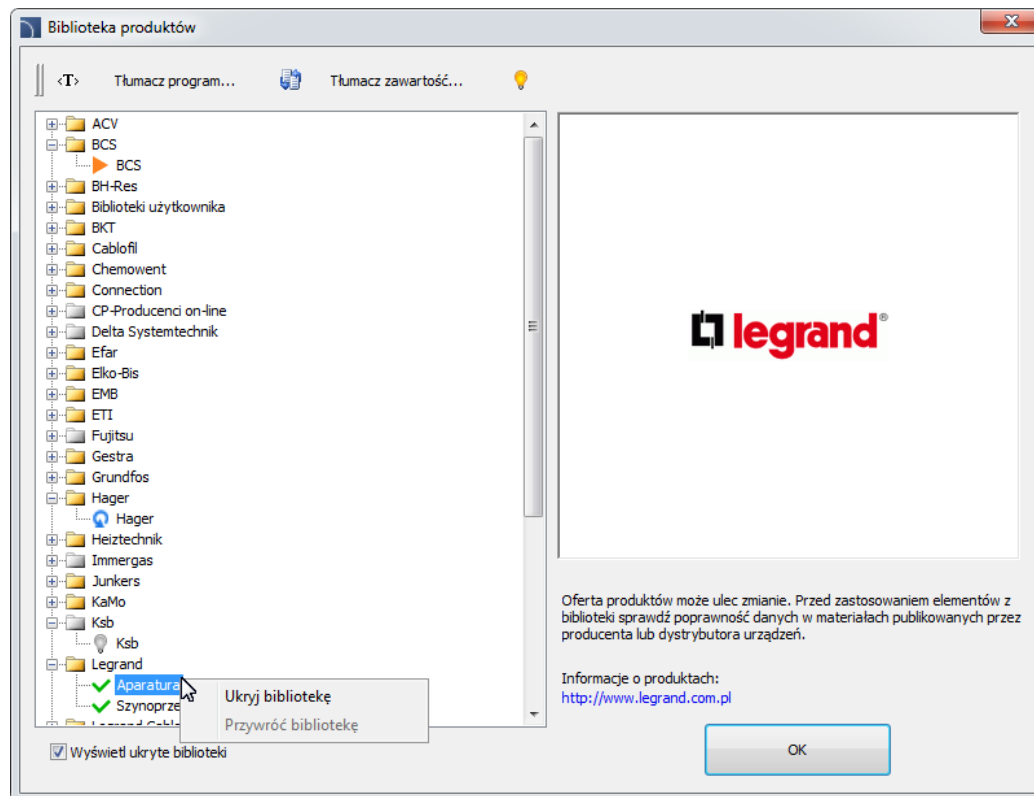 Biblioteka produktów
<T> Tłumacz program... Tłumacz zawartość...
ACV
BCS
BCS
BH-Res
Biblioteki użytkownika
BKT
Cablofil
Chemowent
Connection
CP-Producenci on-line
Delta Systemtechnik
Efar
Elko-Bis
EMB
ETI
Fujitsu
Gestra
Grundfos
Hager
Hager
Heiztechnik
Immergas
Junkers
KaMo
Ksb
Ksb
Legrand
Aparatura
Szynoprze
Ukryj bibliotekę
Przywróć bibliotekę
Wyświetl ukryte biblioteki
legrand®
Oferta produktów może ulec zmianie. Przed zastosowaniem elementów z
biblioteki sprawdź poprawność danych w materiałach publikowanych przez
producenta lub dystrybutora urządzeń.
Informacje o produktach:
http://www.legrand.com.pl
OK